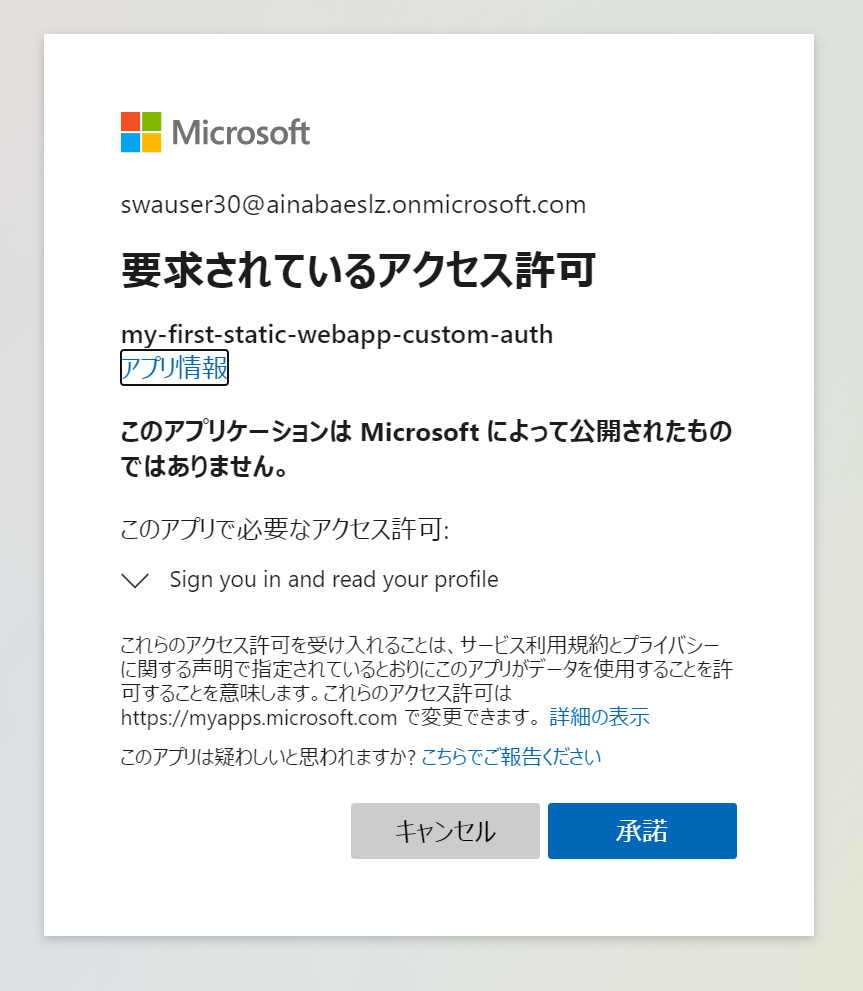 Microsoft
swauser30@ainabaeslz.onmicrosoft.com
要求されているアクセス許可
my-first-static-webapp-custom-auth
アプリ情報
このアプリケーションは Microsoft によって公開されたもの
ではありません。
このアプリで必要なアクセス許可:
Sign you in and read your profile
これらのアクセス許可を受け入れることは、サービス利用規約とプライバシー
に関する声明で指定されているとおりにこのアプリがデータを使用することを許
可することを意味します。これらのアクセス許可は
https://myapps.microsoft.com で変更できます。 詳細の表示
このアプリは疑わしいと思われますか? こちらでご報告ください
キャンセル 承諾